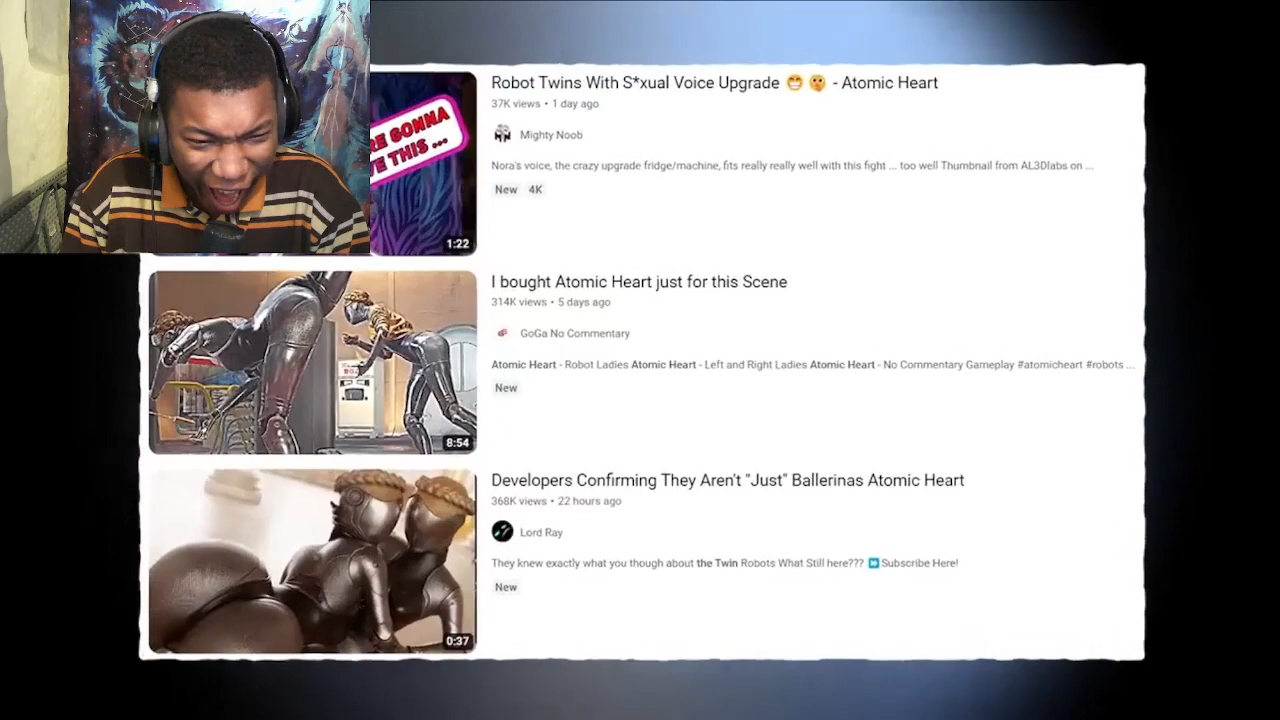 Robot Twins With S*xual Voice Upgrade 😁 🤫 - Atomic Heart
37K views • 1 day ago
RE GONNA
VE THIS ...
Mighty Noob
Nora's voice, the crazy upgrade fridge/machine, fits really really well with this fight ... too well Thumbnail from AL3Dlabs on ...
New 4K
1:22
I bought Atomic Heart just for this Scene
314K views • 5 days ago
GoGa No Commentary
Atomic Heart - Robot Ladies Atomic Heart - Left and Right Ladies Atomic Heart - No Commentary Gameplay #atomicheart #robots ...
New
8:54
Developers Confirming They Aren't "Just" Ballerinas Atomic Heart
368K views • 22 hours ago
Lord Ray
They knew exactly what you though about the Twin Robots What Still here??? ➡️ Subscribe Here!
New
0:37